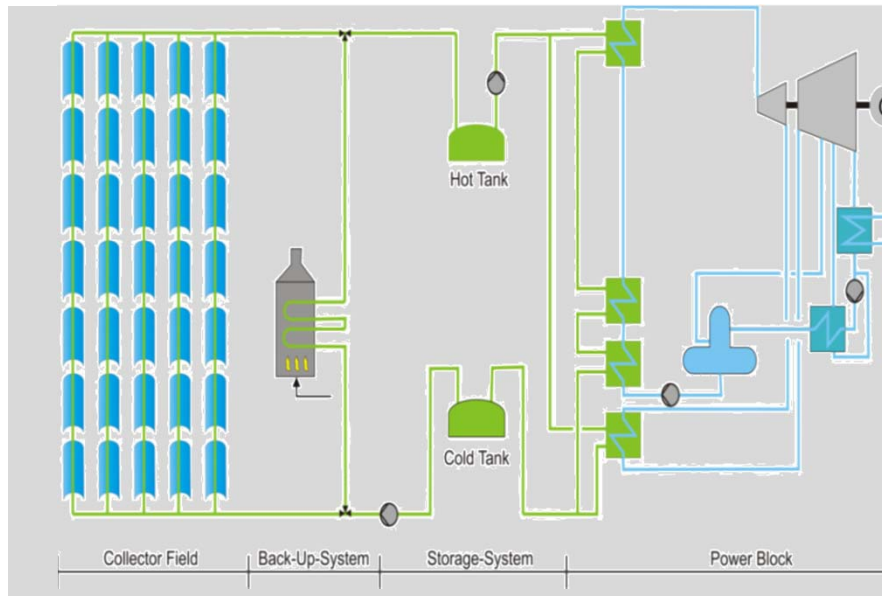 Hot Tank
Cold Tank
Collector Field
Back-Up-System
Storage-System
Power Block